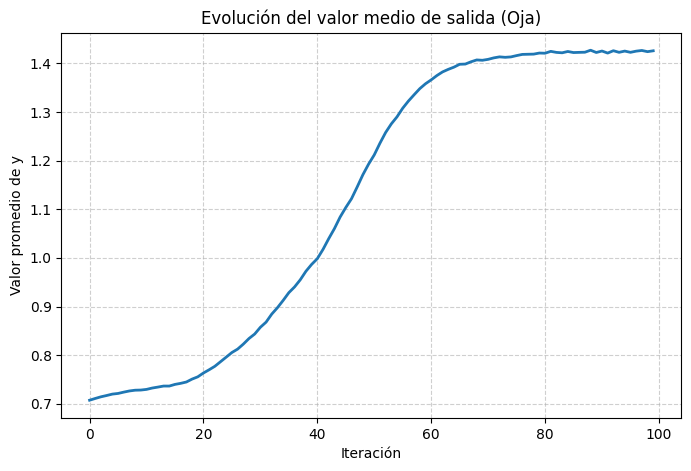 Evolución del valor medio de salida (Oja)
Valor promedio de y
1.4
1.3
1.2
1.1
1.0
0.9
0.8
0.7
0 20 40 60 80 100
Iteración